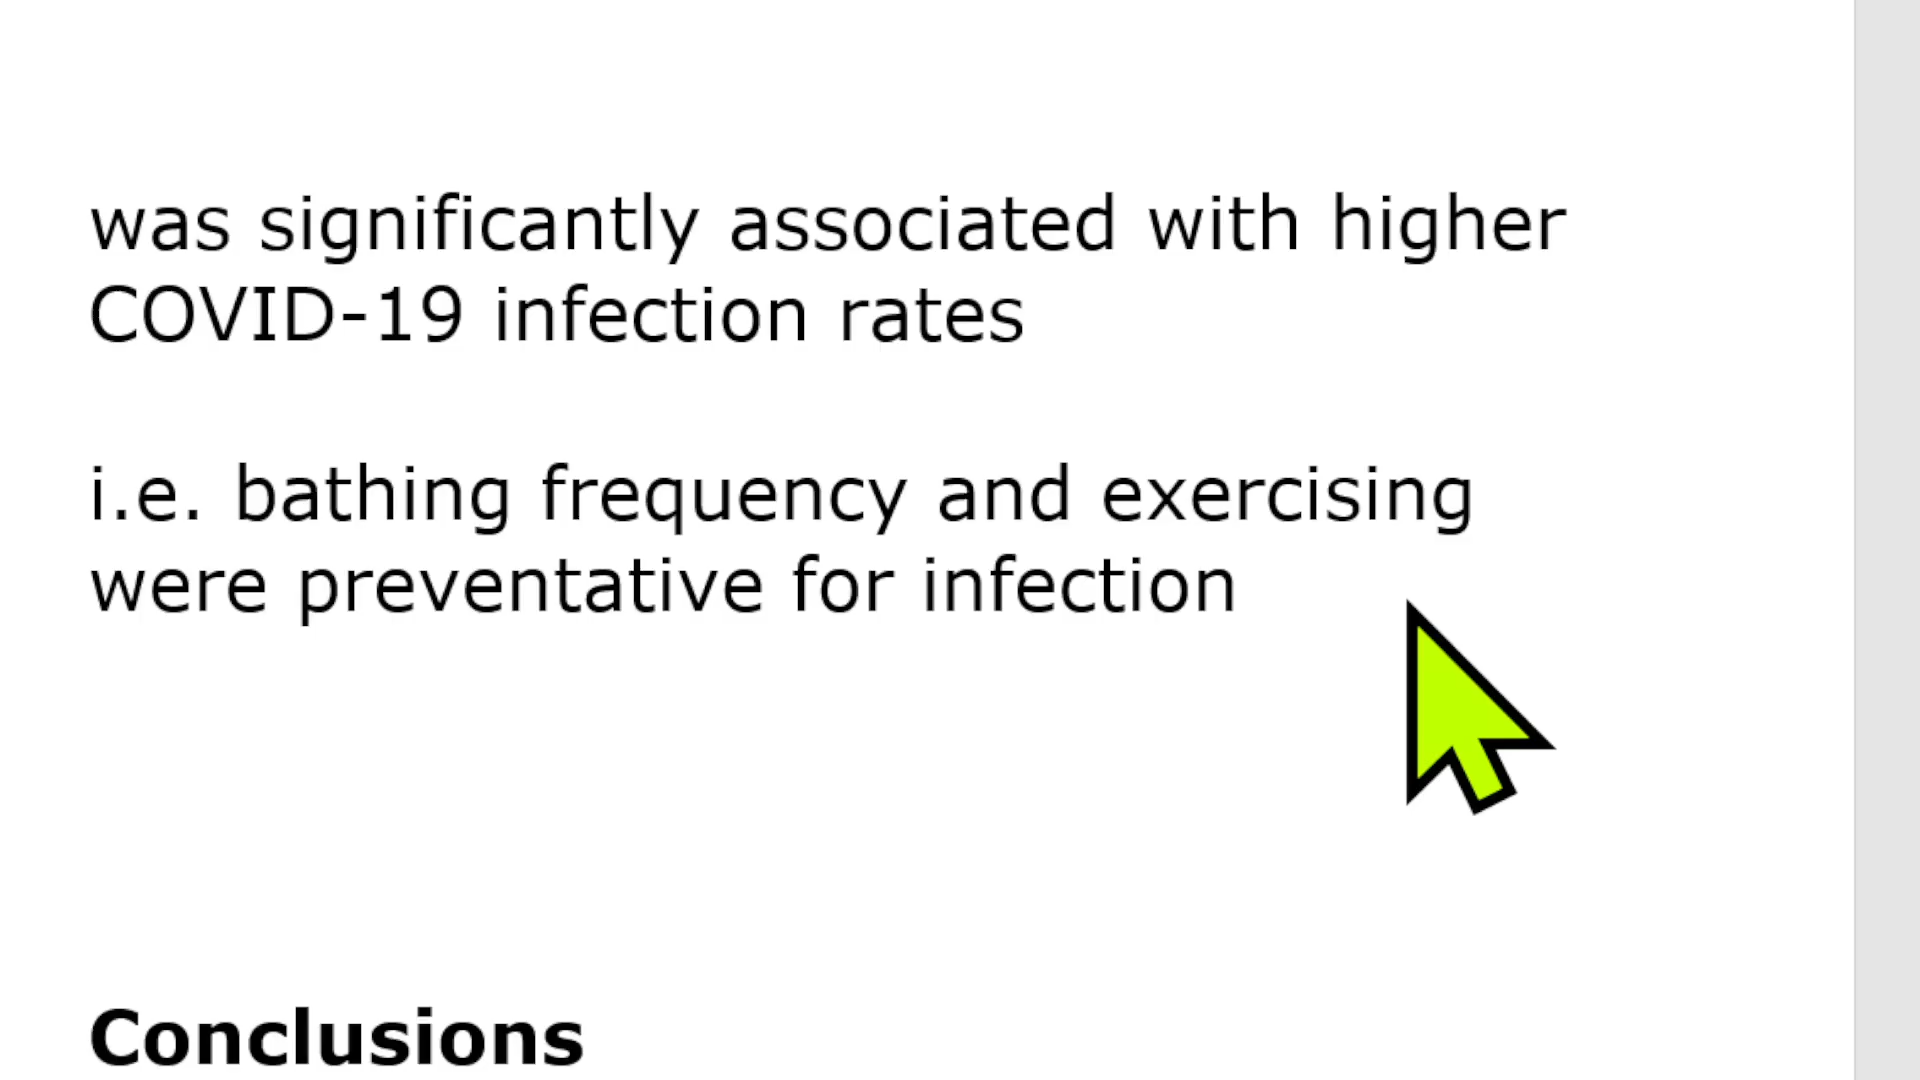 was significantly associated with higher
COVID-19 infection rates
i.e. bathing frequency and exercising
were preventative for infection
Conclusions